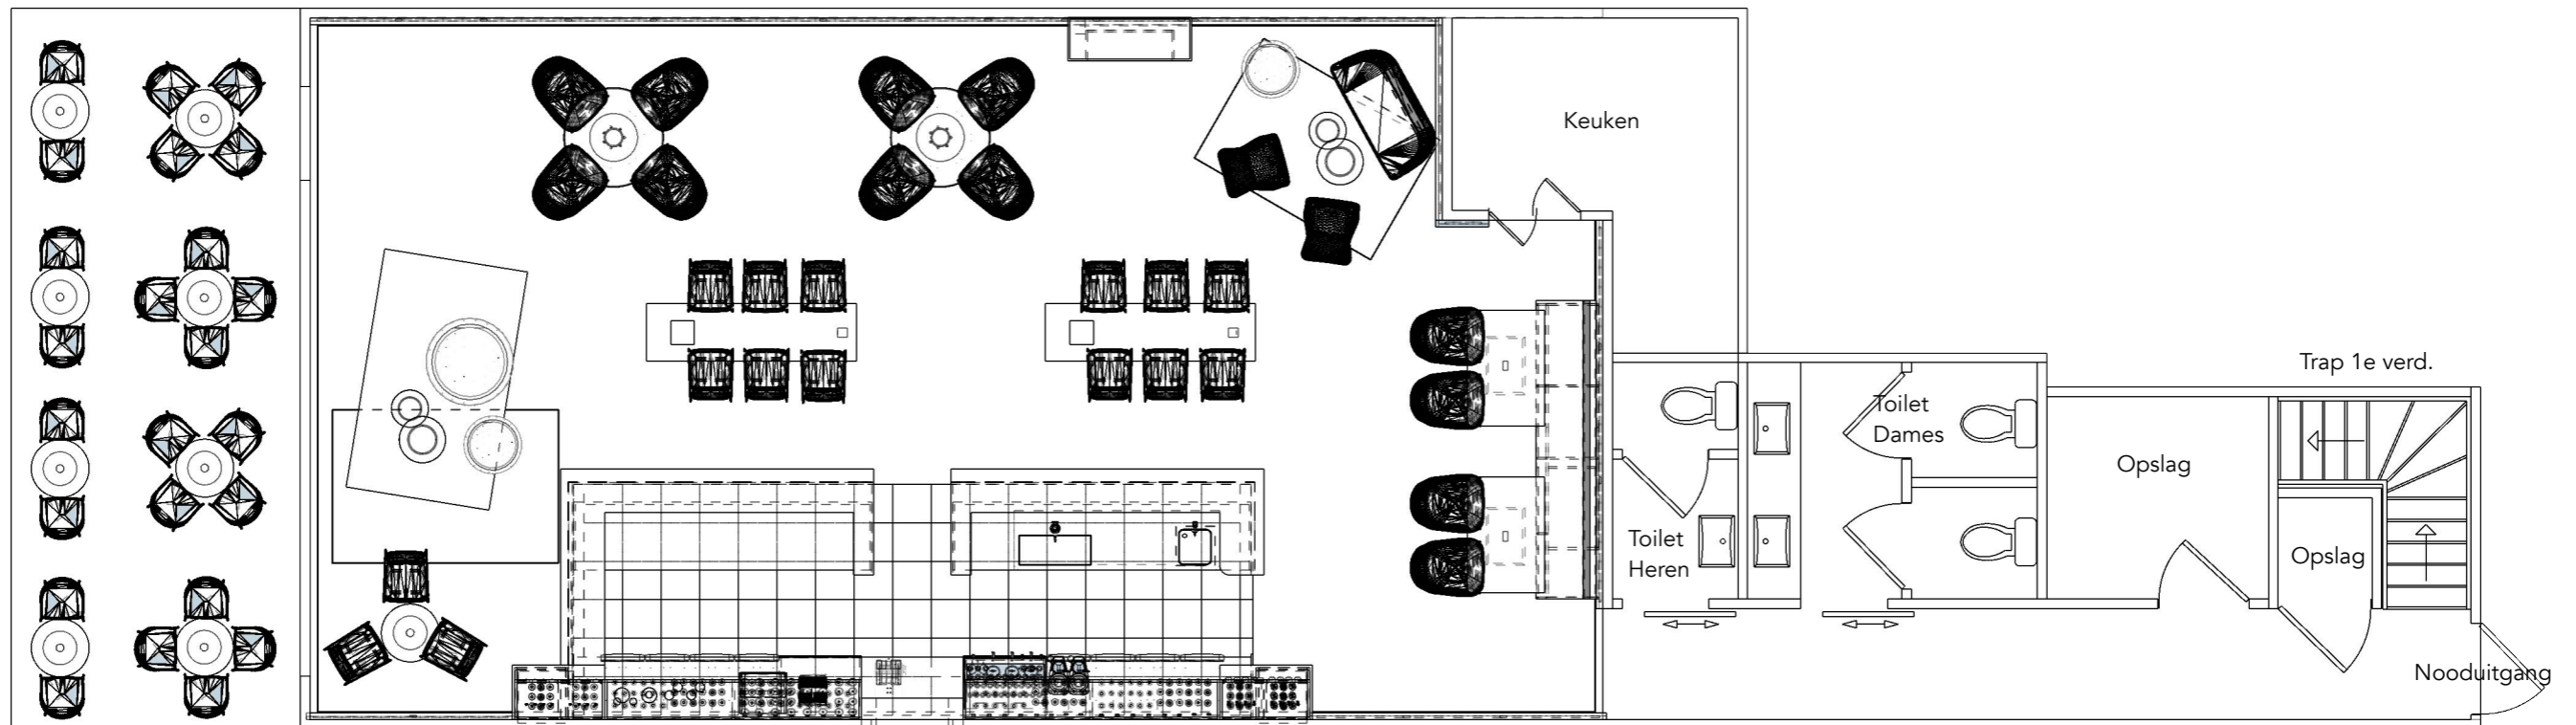 Keuken
Trap 1e verd.
Toilet
Dames
Opslag
Toilet
Heren
Opslag
Nooduitgang